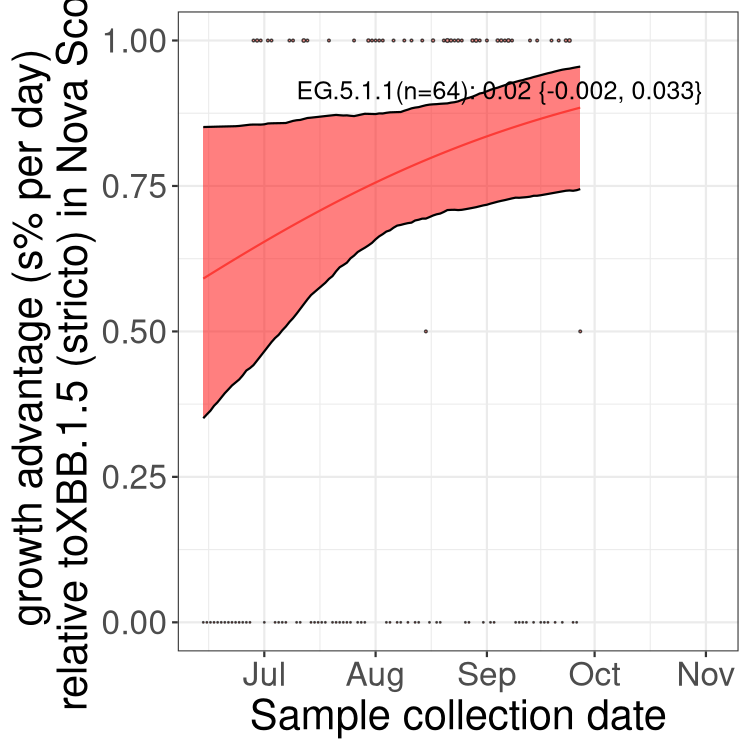 growth advantage (s% per day)
relative toXBB.1.5 (stricto) in Nova Sco
1.00
0.75
0.50
0.25
0.00
EG.5.1.1(n=64): 0.02 {-0.002, 0.033}
Jul Aug Sep Oct Nov
Sample collection date